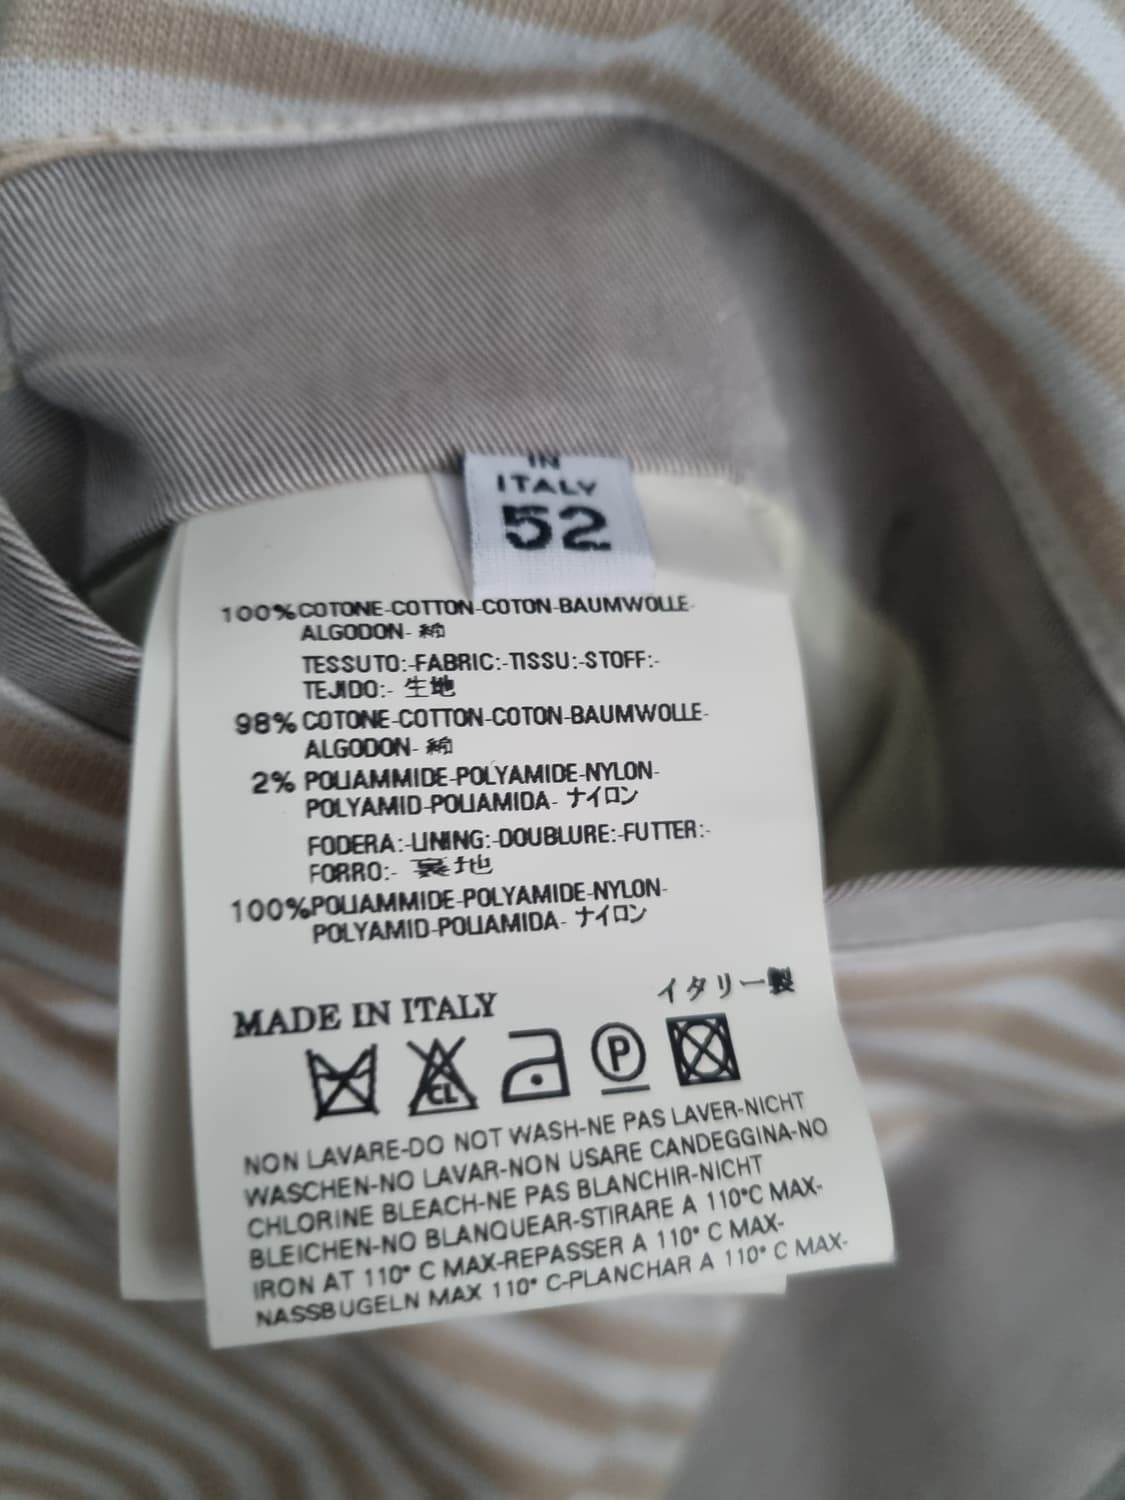 IN
ITALY
52
100%COTONE-COTTON-COTON-BAUMWOLLE-
ALGODON- 綿
TESSUTO:-FABRIC:-TISSU:-STOFF:-
TEJIDO:- 生地
98% COTONE-COTTON-COTON-BAUMWOLLE-
ALGODON- 綿
2% POLIAMMIDE-POLYAMIDE-NYLON-
POLYAMID-POLIAMIDA- ナイロン
FODERA:-LINING:-DOUBLURE:-FUTTER:-
FORRO:- 裏地
100%POLIAMMIDE-POLYAMIDE-NYLON-
POLYAMID-POLIAMIDA- ナイロン
イタリー製
MADE IN ITALY
CL P
NON LAVARE-DO NOT WASH-NE PAS LAVER-NICHT
WASCHEN-NO LAVAR-NON USARE CANDEGGINA-NO
CHLORINE BLEACH-NE PAS BLANCHIR-NICHT
BLEICHEN-NO BLANQUEAR-STIRARE A 110°C MAX-
IRON AT 110° C MAX-REPASSER A 110° C MAX-
NASSBUGELN MAX 110° C-PLANCHAR A 110° C MAX-